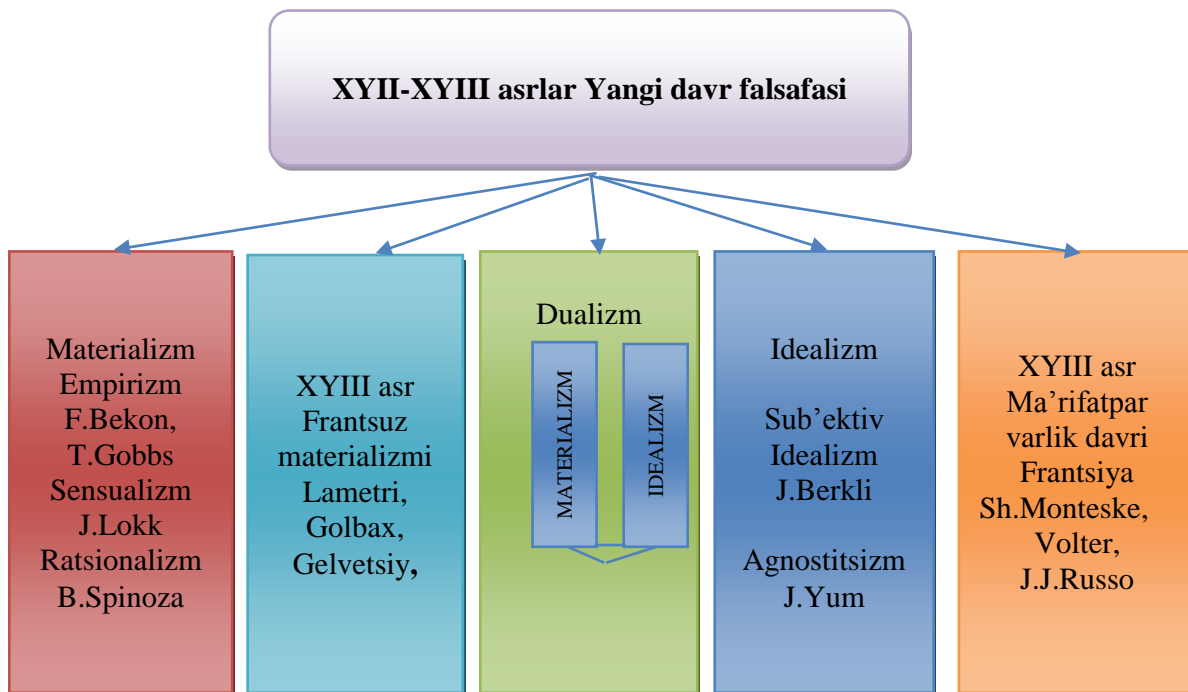 XYII-XYIII asrlar Yangi davr falsafasi
Materializm
Empirizm
F.Bekon,
T.Gobbs
Sensualizm
J.Lokk
Ratsionalizm
B.Spinoza
XYIII asr
Frantsuz
materializmi
Lametri,
Golbax,
Gelvetsiy,
Dualizm
MATERIALIZM
IDEALIZM
Idealizm
Sub’ektiv
Idealizm
J.Berkli
Agnostitsizm
J.Yum
XYIII asr
Ma’rifatpar
varlik davri
Frantsiya
Sh.Monteske,
Volter,
J.J.Russo